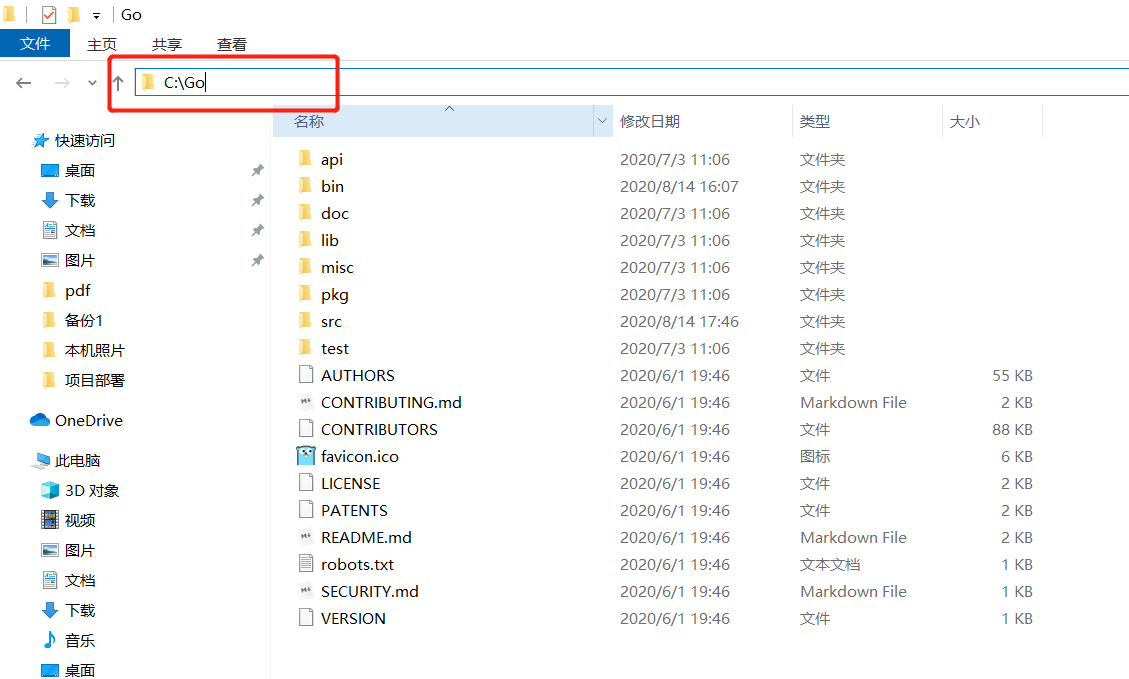 Go
文件 主页 共享 查看
C:\Go
名称 修改日期 类型 大小
快速访问
桌面
下载
文档
图片
pdf
备份1
本机照片
项目部署
OneDrive
此电脑
3D 对象
视频
图片
文档
下载
音乐
桌面
api 2020/7/3 11:06 文件夹
bin 2020/8/14 16:07 文件夹
doc 2020/7/3 11:06 文件夹
lib 2020/7/3 11:06 文件夹
misc 2020/7/3 11:06 文件夹
pkg 2020/7/3 11:06 文件夹
src 2020/8/14 17:46 文件夹
test 2020/7/3 11:06 文件夹
AUTHORS 2020/6/1 19:46 文件 55 KB
CONTRIBUTING.md 2020/6/1 19:46 Markdown File 2 KB
CONTRIBUTORS 2020/6/1 19:46 文件 88 KB
favicon.ico 2020/6/1 19:46 图标 6 KB
LICENSE 2020/6/1 19:46 文件 2 KB
PATENTS 2020/6/1 19:46 文件 2 KB
README.md 2020/6/1 19:46 Markdown File 2 KB
robots.txt 2020/6/1 19:46 文本文档 1 KB
SECURITY.md 2020/6/1 19:46 Markdown File 1 KB
VERSION 2020/6/1 19:46 文件 1 KB